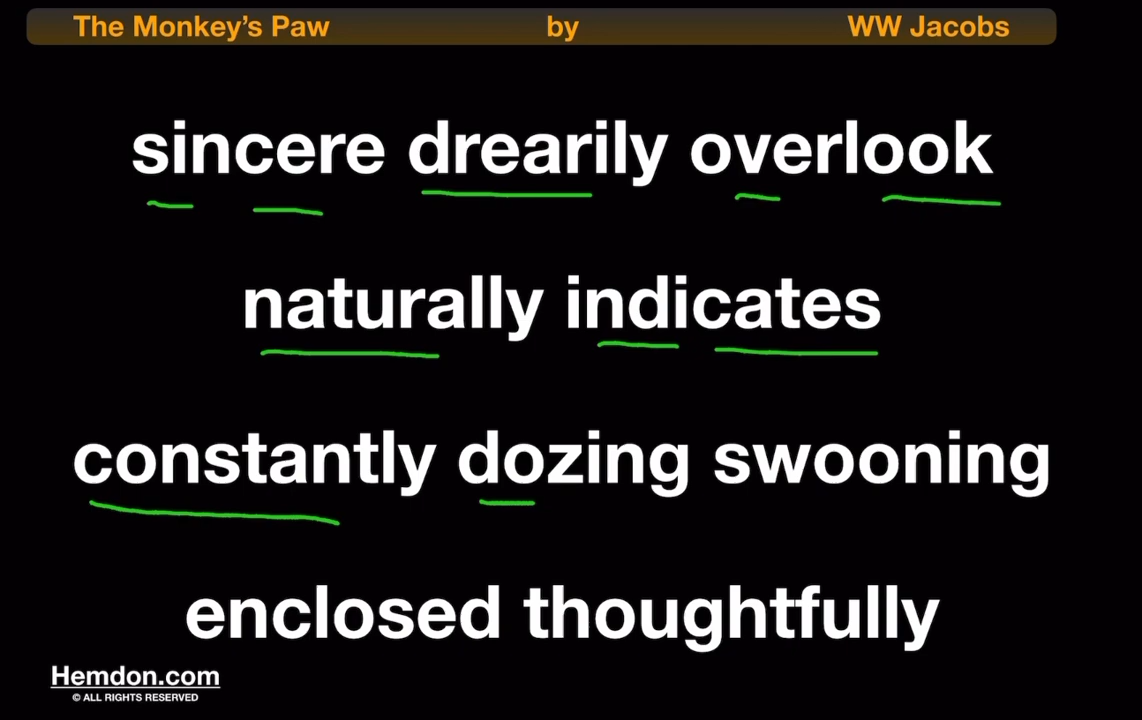 The Monkey’s Paw by WW Jacobs
sincere drearily overlook
naturally indicates
constantly dozing swooning
enclosed thoughtfully
Hemdon.com
© ALL RIGHTS RESERVED